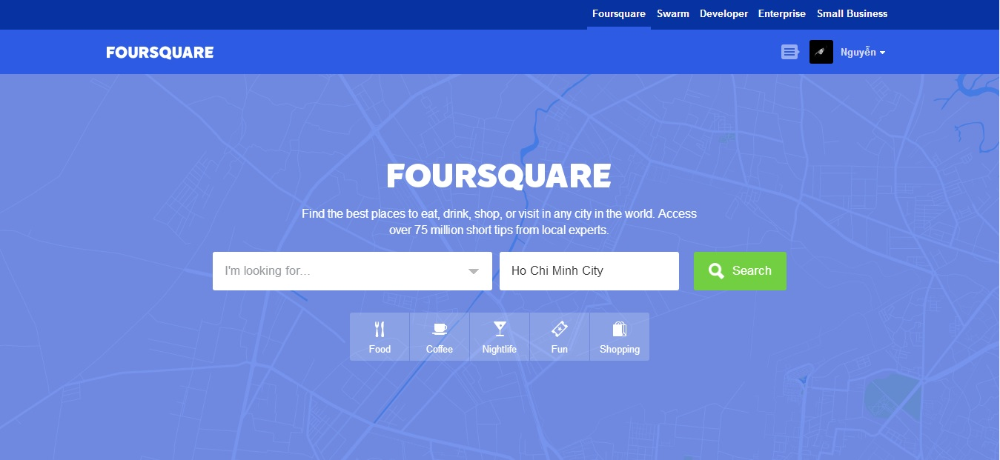 Foursquare Swarm Developer Enterprise Small Business
FOURSQUARE
Nguyễn
FOURSQUARE
Find the best places to eat, drink, shop, or visit in any city in the world. Access
over 75 million short tips from local experts.
I'm looking for...
Ho Chi Minh City
Search
Food
Coffee
Nightlife
Fun
Shopping